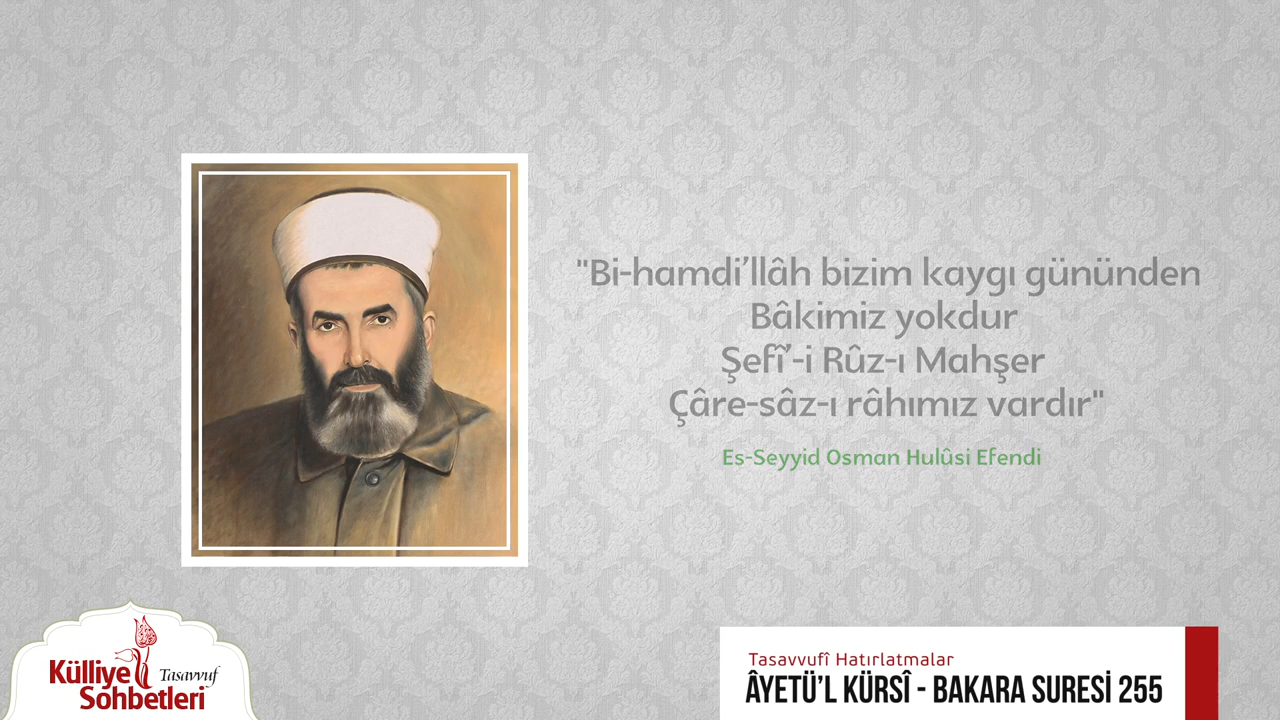 "Bi-hamdi’llâh bizim kaygı gününden
Bâkimiz yokdur
Şefî’-i Rûz-ı Mahşer
Çâre-sâz-ı râhımız vardır"
Es-Seyyid Osman Hulûsi Efendi
Külliye Tasavvuf
Sohbetleri
Tasavvufî Hatırlatmalar
ÂYETÜ’L KÜRSÎ - BAKARA SURESİ 255